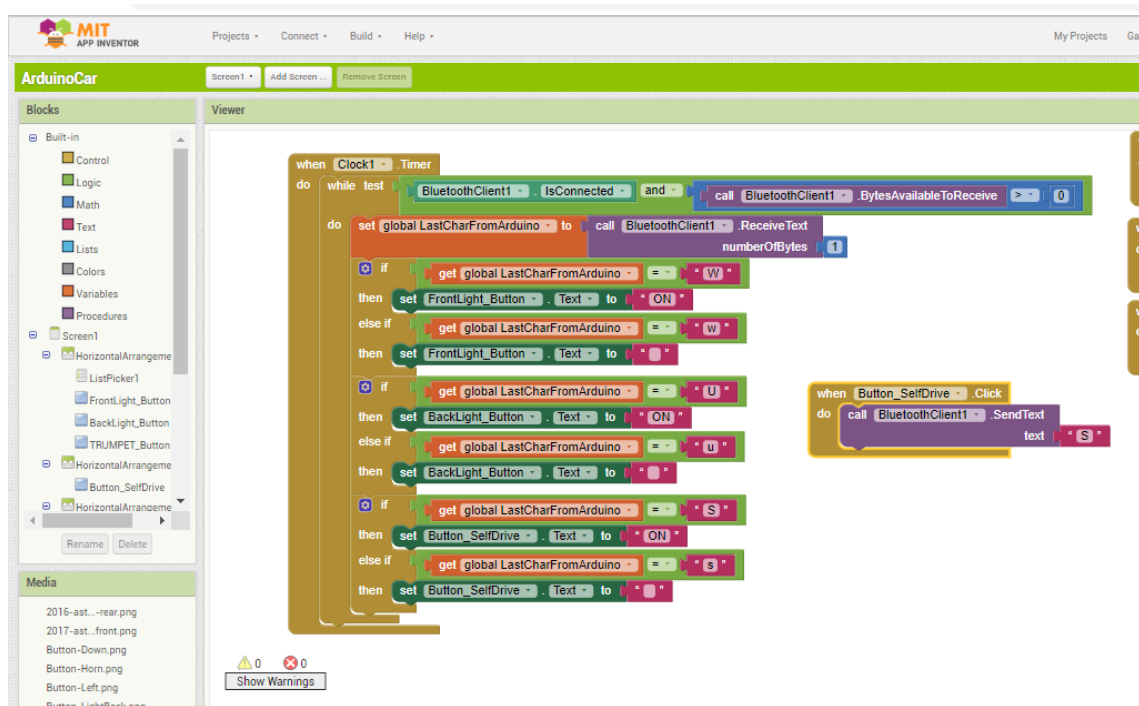 MIT
APP INVENTOR
Projects
Connect
Build
Help
My Projects
Ga
ArduinoCar
Screen1
Add Screen ...
Remove Screen
Blocks
Viewer
Built-in
Control
Logic
Math
Text
Lists
Colors
Variables
Procedures
Screen1
HorizontalArrangeme
ListPicker1
FrontLight_Button
BackLight_Button
TRUMPET_Button
HorizontalArrangeme
Button_SelfDrive
HorizontalArrangeme
Rename Delete
Media
2016-ast...-rear.png
2017-ast...front.png
Button-Down.png
Button-Horn.png
Button-Left.png
Button-LightBack.png
when Clock1 .Timer
do while test BluetoothClient1 . IsConnected and call BluetoothClient1 .BytesAvailableToReceive > 0
do set global LastCharFromArduino to call BluetoothClient1 .ReceiveText
numberOfBytes 1
if get global LastCharFromArduino = " W "
then set FrontLight_Button . Text to " ON "
else if get global LastCharFromArduino = " w "
then set FrontLight_Button . Text to " "
if get global LastCharFromArduino = " U "
then set BackLight_Button . Text to " ON "
else if get global LastCharFromArduino = " u "
then set BackLight_Button . Text to " "
if get global LastCharFromArduino = " S "
then set Button_SelfDrive . Text to " ON "
else if get global LastCharFromArduino = " s "
then set Button_SelfDrive . Text to " "
when Button_SelfDrive .Click
do call BluetoothClient1 .SendText
text " S "
0 0
Show Warnings